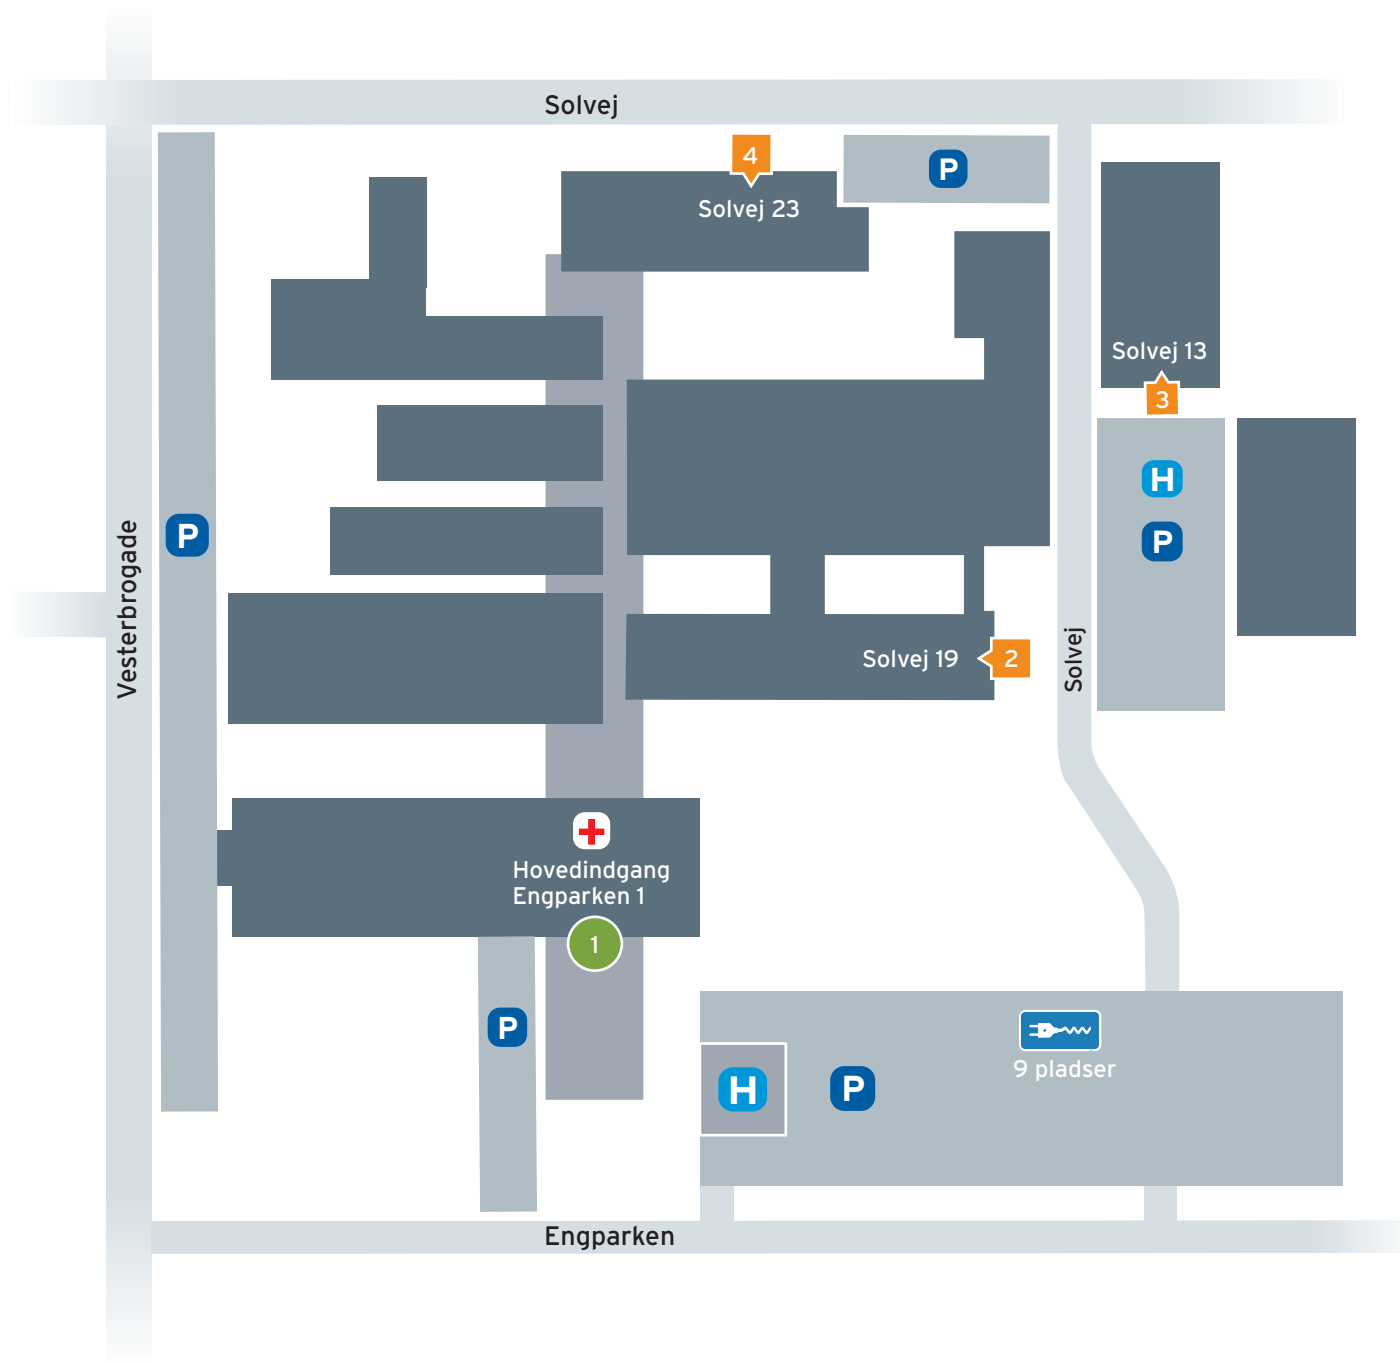 Solvej
4
P
Solvej 23
Solvej 13
3
H
P
P
Vesterbrogade
Solvej 19
2
Solvej
Hovedindgang
Engparken 1
1
P
9 pladser
H
P
Engparken